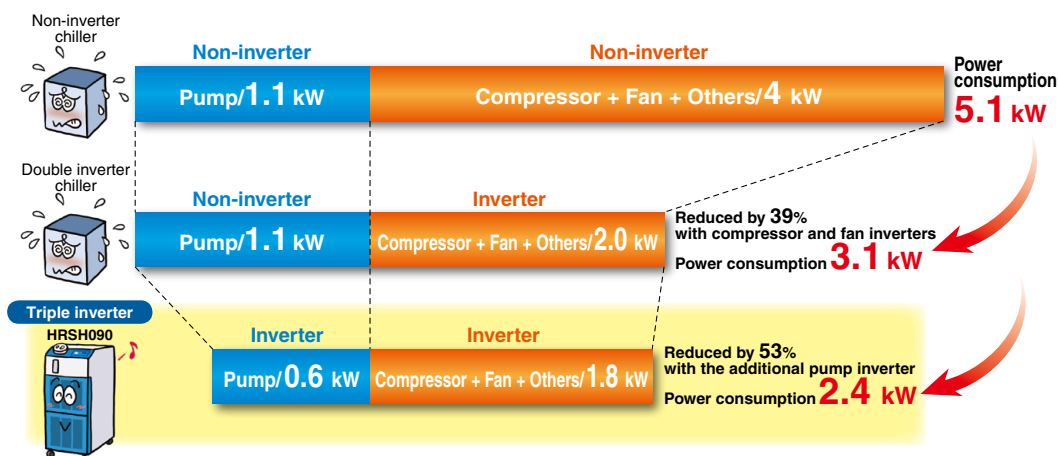 Non-inverter
chiller
Non-inverter
Non-inverter
Pump/1.1 kW
Compressor + Fan + Others/4 kW
Power
consumption
5.1 kW
Double inverter
chiller
Non-inverter
Inverter
Pump/1.1 kW
Compressor + Fan + Others/2.0 kW
Reduced by 39%
with compressor and fan inverters
Power consumption 3.1 kW
Triple inverter
HRSH090
Inverter
Inverter
Pump/0.6 kW
Compressor + Fan + Others/1.8 kW
Reduced by 53%
with the additional pump inverter
Power consumption 2.4 kW